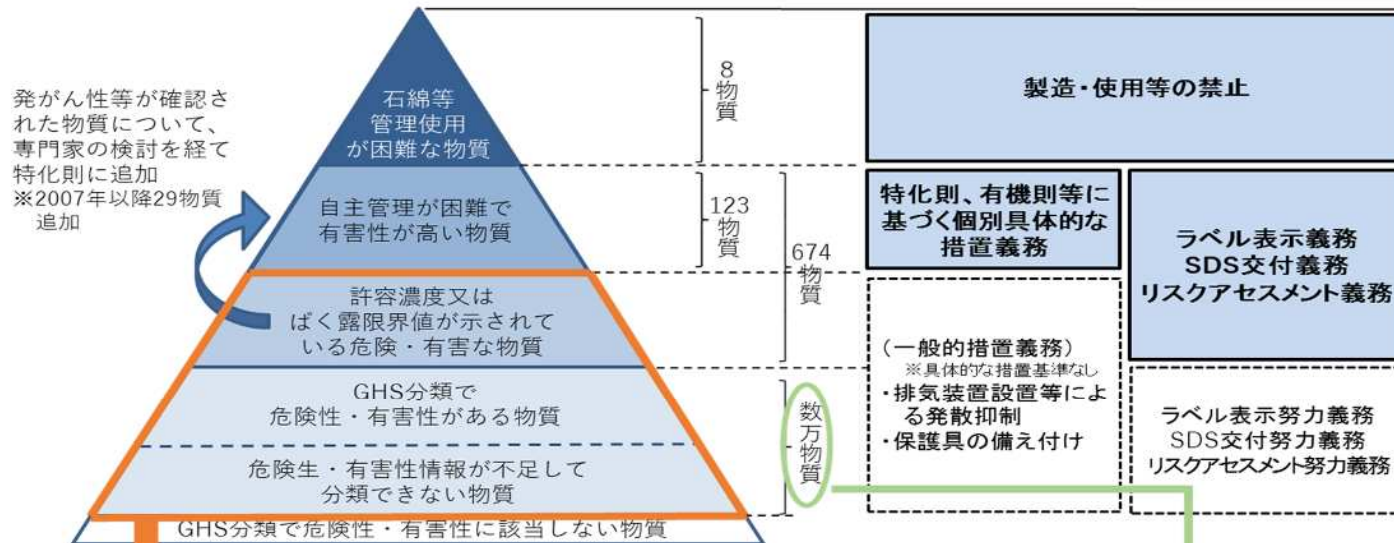 発がん性等が確認さ
れた物質について、
専門家の検討を経て
特化則に追加
※2007年以降29物質
追加
石綿等
管理使用
が困難な物質
自主管理が困難で
有害性が高い物質
許容濃度又は
ばく露限界値が示されて
いる危険・有害な物質
GHS分類で
危険性・有害性がある物質
危険生・有害性情報が不足して
分類できない物質
GHS分類で危険性・有害性に該当しない物質
8物質
123物質
674物質
数万物質
製造・使用等の禁止
特化則、有機則等に
基づく個別具体的な
措置義務
ラベル表示義務
SDS交付義務
リスクアセスメント義務
(一般的措置義務)
※具体的な措置基準なし
・排気装置設置等によ
る発散抑制
・保護具の備え付け
ラベル表示努力義務
SDS交付努力義務
リスクアセスメント努力義務